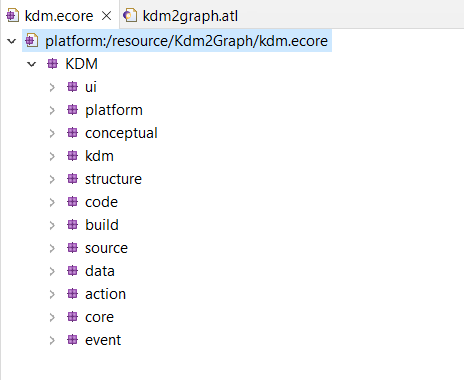 kdm.ecore kdm2graph.atl
platform:/resource/Kdm2Graph/kdm.ecore
KDM
ui
platform
conceptual
kdm
structure
code
build
source
data
action
core
event